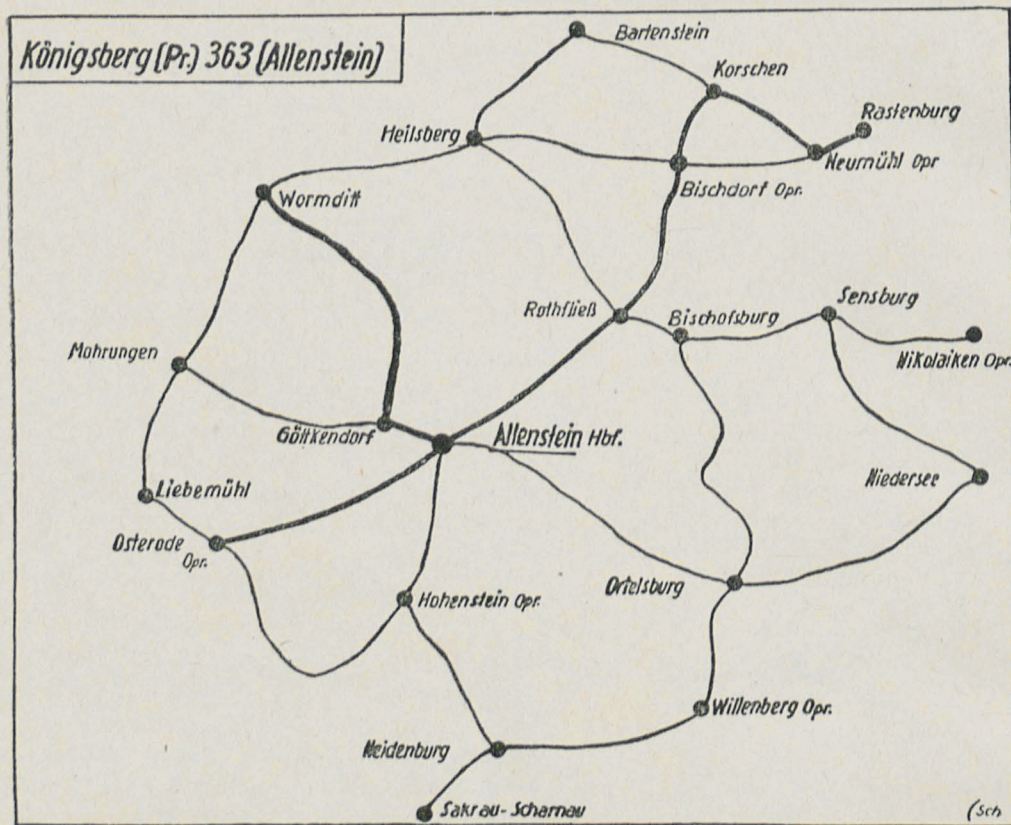 Königsberg (Pr.) 363 (Allenstein)
Bartenstein
Korschen
Rastenburg
Heilsberg
Neumühl Opr
Bischdorf Opr.
Wormditt
Rothfließ
Bischofsburg
Sensburg
Nikolaiken Opr.
Mohrungen
Göttkendorf
Allenstein Hbf.
Liebemühl
Niedersee
Osterode
Opr.
Hohenstein Opr.
Ortelsburg
Willenberg Opr.
Neidenburg
Sakrau-Scharnau
(Sch